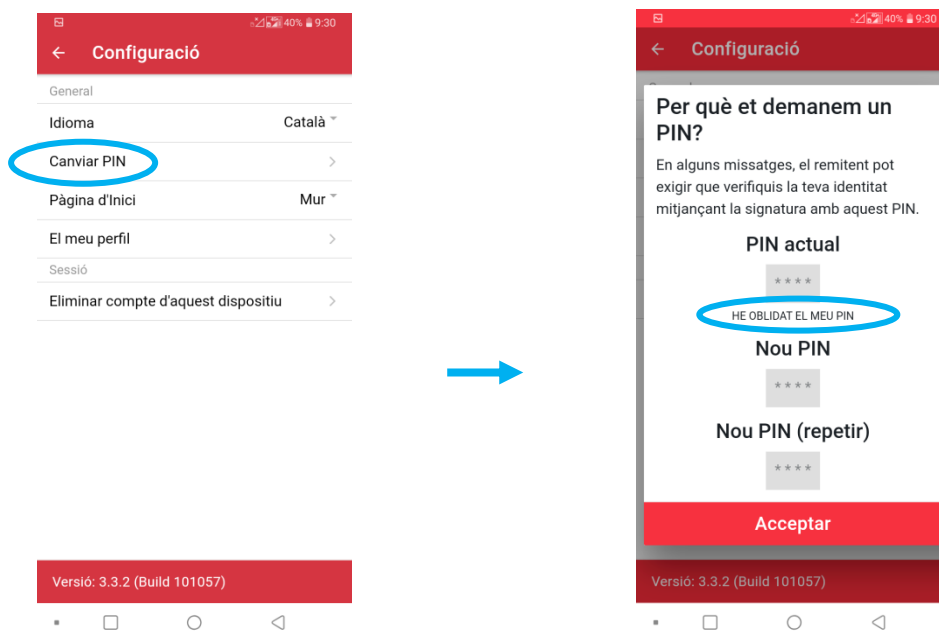 40% 9:30
Configuració
General
Idioma Català
Canviar PIN
Pàgina d'Inici Mur
El meu perfil
Sessió
Eliminar compte d'aquest dispositiu
Versió: 3.3.2 (Build 101057)
40% 9:30
Configuració
Per què et demanem un
PIN?
En alguns missatges, el remitent pot
exigir que verifiquis la teva identitat
mitjançant la signatura amb aquest PIN.
PIN actual
****
HE OBLIDAT EL MEU PIN
Nou PIN
****
Nou PIN (repetir)
****
Acceptar
Versió: 3.3.2 (Build 101057)